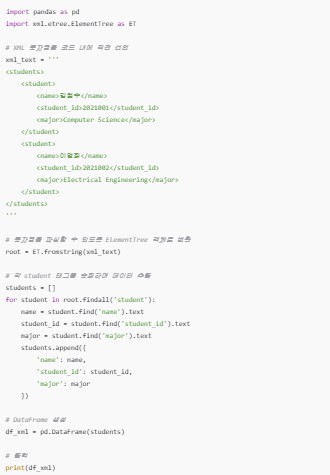 import pandas as pd
import xml.etree.ElementTree as ET
# XML 문자열을 코드 내에 직접 선언
xml_text = '''
<students>
    <student>
        <name>김철수</name>
        <student_id>2021001</student_id>
        <major>Computer Science</major>
    </student>
    <student>
        <name>이영희</name>
        <student_id>2021002</student_id>
        <major>Electrical Engineering</major>
    </student>
</students>
'''
# 문자열을 파싱할 수 있도록 ElementTree 객체로 변환
root = ET.fromstring(xml_text)
# 각 student 태그를 순회하며 데이터 추출
students = []
for student in root.findall('student'):
    name = student.find('name').text
    student_id = student.find('student_id').text
    major = student.find('major').text
    students.append({
        'name': name,
        'student_id': student_id,
        'major': major
    })
# DataFrame 생성
df_xml = pd.DataFrame(students)
# 출력
print(df_xml)